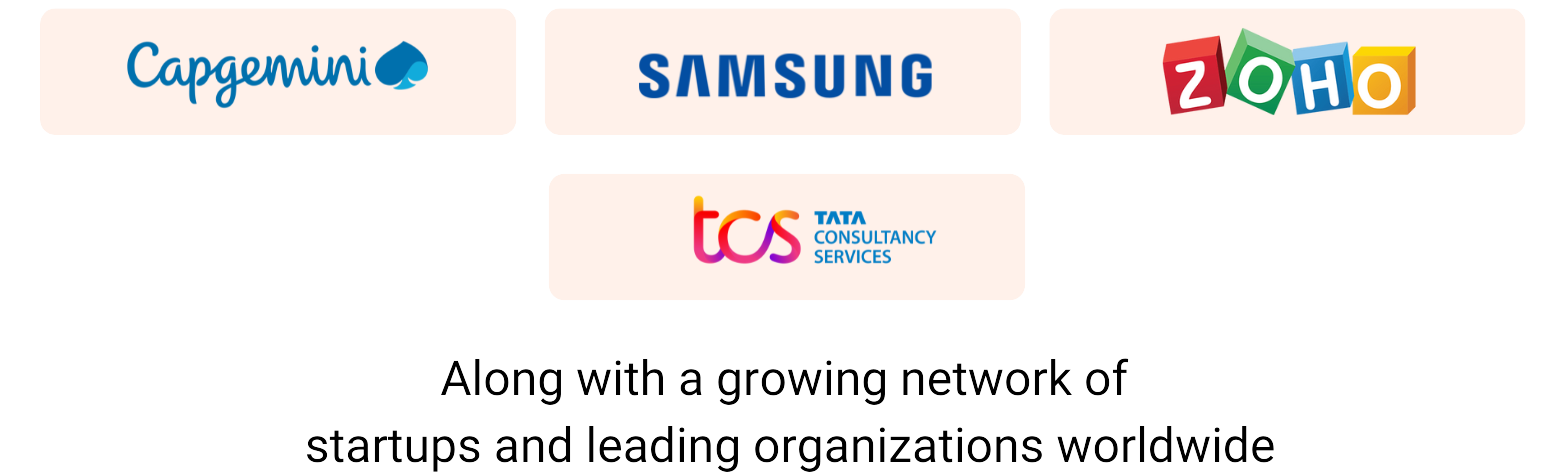 Capgemini
SAMSUNG
ZOHO
tcs
TATA
CONSULTANCY
SERVICES
Along with a growing network of
startups and leading organizations worldwide